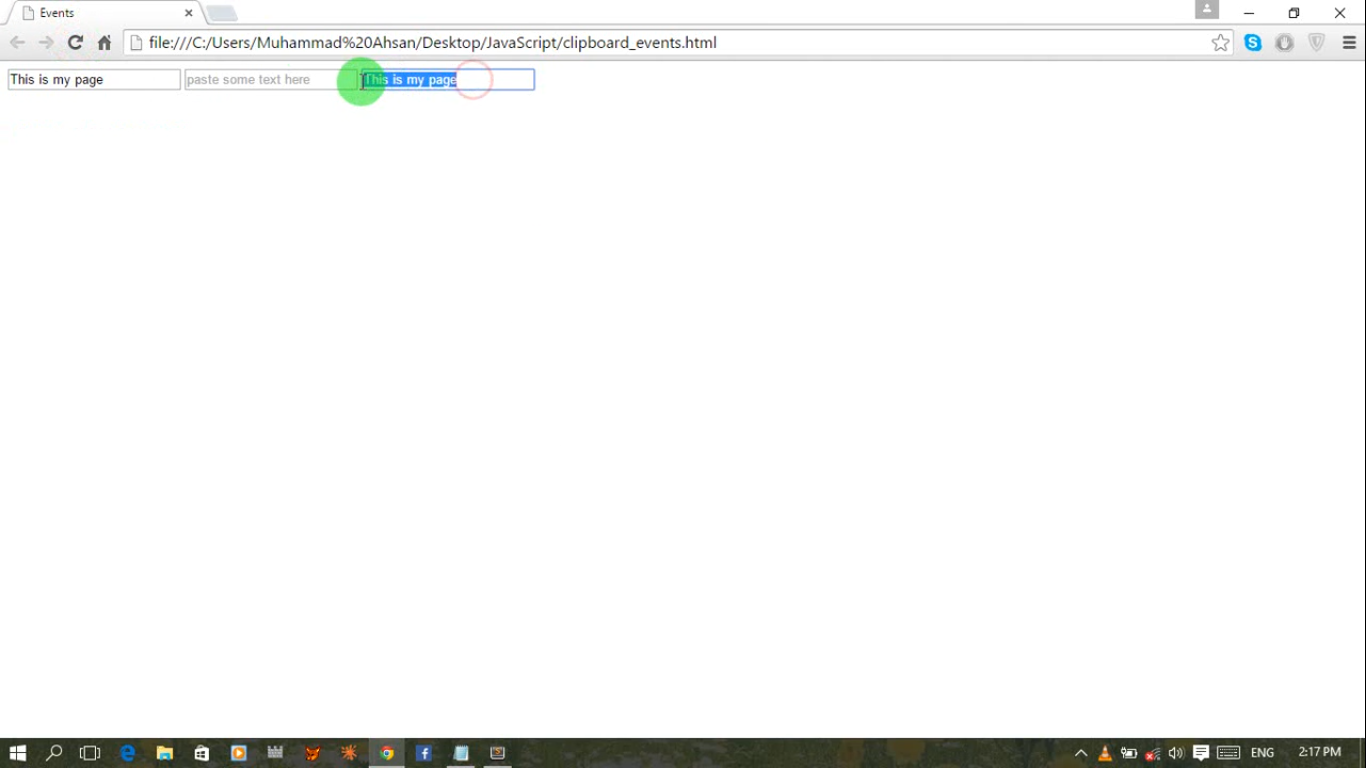 Events
file:///C:/Users/Muhammad%20Ahsan/Desktop/JavaScript/clipboard_events.html
This is my page paste some text here This is my page
ENG 2:17 PM